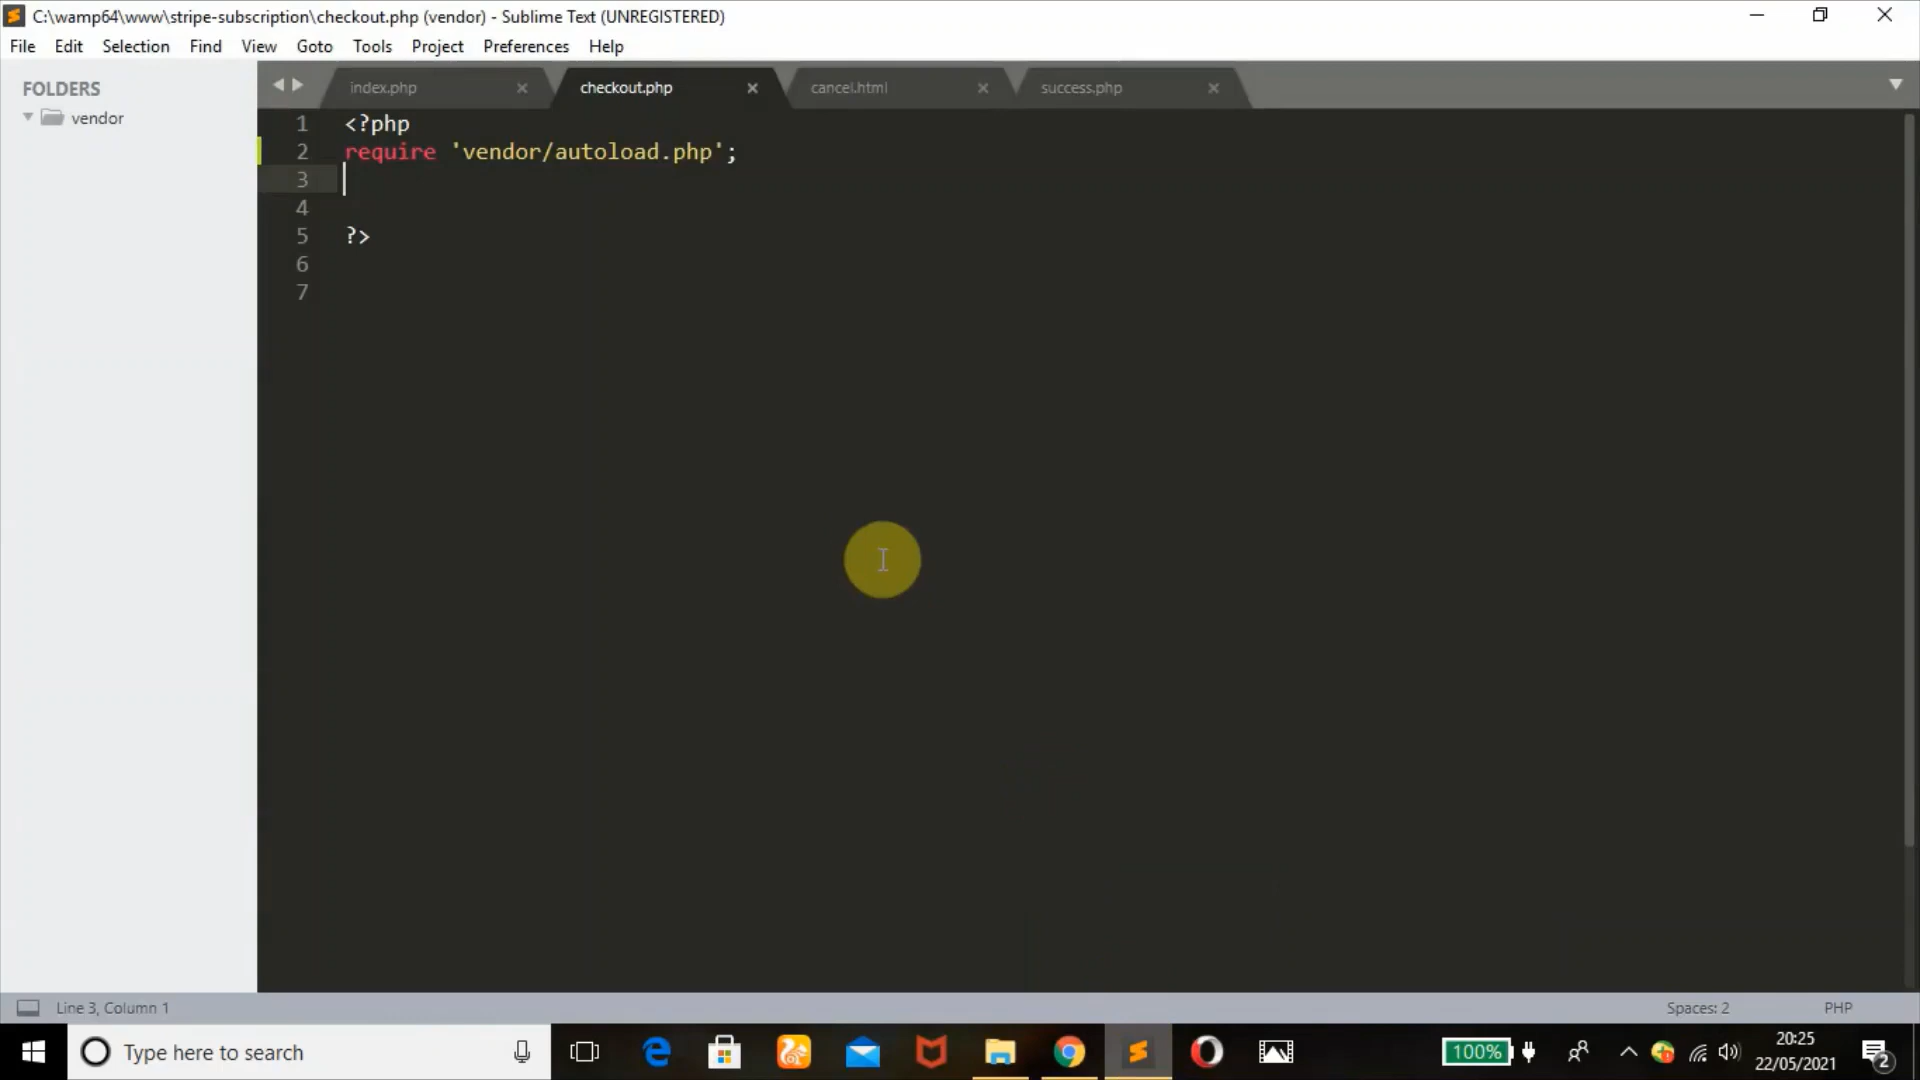 C:\wamp64\www\stripe-subscription\checkout.php (vendor) - Sublime Text (UNREGISTERED)
File Edit Selection Find View Goto Tools Project Preferences Help
FOLDERS
vendor
index.php checkout.php cancel.html success.php
1 <?php
2 require 'vendor/autoload.php';
3
4
5 ?>
6
7
Line 3, Column 1 Spaces: 2 PHP
Type here to search
100%
20:25
22/05/2021
2